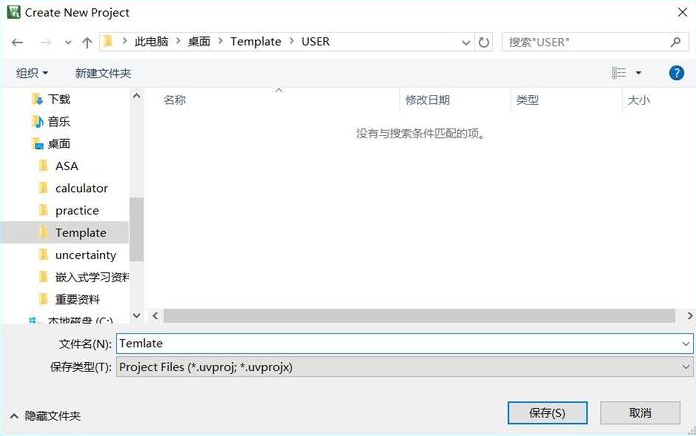 Create New Project
此电脑 > 桌面 > Template > USER
搜索"USER"
组织 新建文件夹
名称 修改日期 类型 大小
没有与搜索条件匹配的项。
下载
音乐
桌面
ASA
calculator
practice
Template
uncertainty
嵌入式学习资料
重要资料
本地磁盘 (C:)
文件名(N): Temlate
保存类型(T): Project Files (*.uvproj; *.uvprojx)
隐藏文件夹 保存(S) 取消